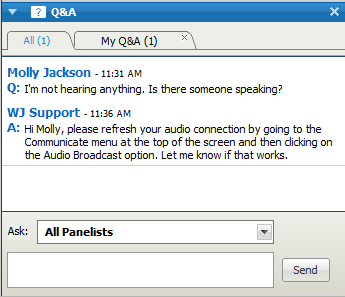 ? Q&A
All (1)
My Q&A (1)
Molly Jackson - 11:31 AM
Q: I'm not hearing anything. Is there someone speaking?
WJ Support - 11:36 AM
A: Hi Molly, please refresh your audio connection by going to the
Communicate menu at the top of the screen and then clicking on
the Audio Broadcast option. Let me know if that works.
Ask: All Panelists
Send